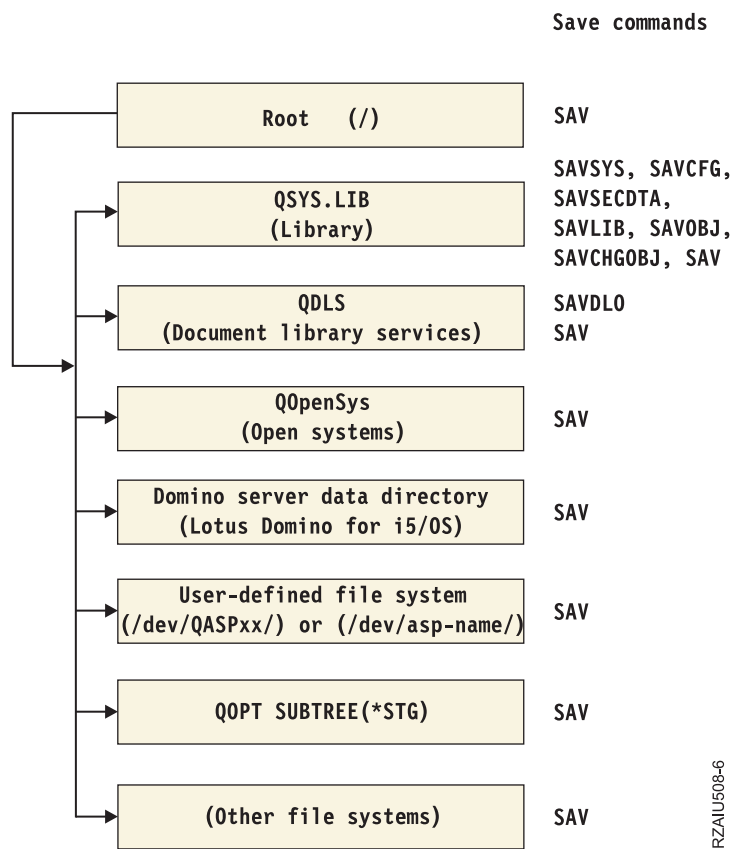 Save commands
Root (/)
SAV
QSYS.LIB
(Library)
SAVSYS, SAVCFG,
SAVSECDTA,
SAVLIB, SAVOBJ,
SAVCHGOBJ, SAV
QDLS
(Document library services)
SAVDLO
SAV
QOpenSys
(Open systems)
SAV
Domino server data directory
(Lotus Domino for i5/OS)
SAV
User-defined file system
(/dev/QASPxx/) or (/dev/asp-name/)
SAV
QOPT SUBTREE(*STG)
SAV
(Other file systems)
SAV
RZAIU508-6